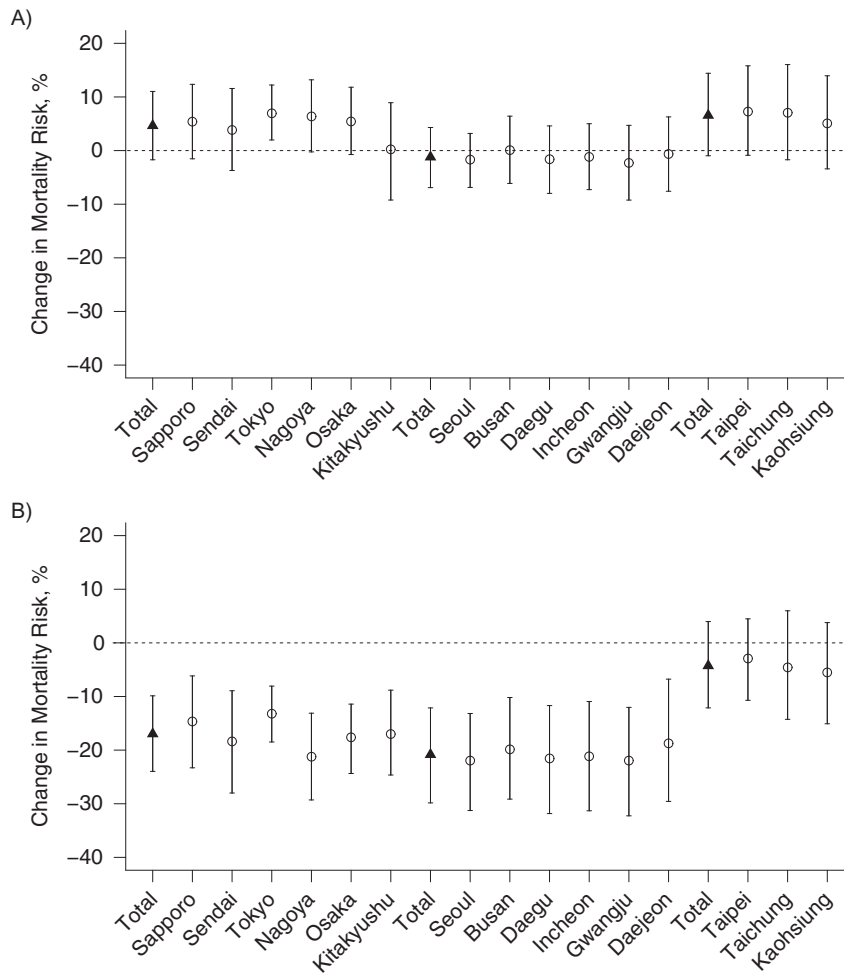 A)
Change in Mortality Risk, %
20
10
0
−10
−20
−30
−40
Total
Sapporo
Sendai
Tokyo
Nagoya
Osaka
Kitakyushu
Total
Seoul
Busan
Daegu
Incheon
Gwangju
Daejeon
Total
Taipei
Taichung
Kaohsiung
B)
Change in Mortality Risk, %
20
10
0
−10
−20
−30
−40
Total
Sapporo
Sendai
Tokyo
Nagoya
Osaka
Kitakyushu
Total
Seoul
Busan
Daegu
Incheon
Gwangju
Daejeon
Total
Taipei
Taichung
Kaohsiung